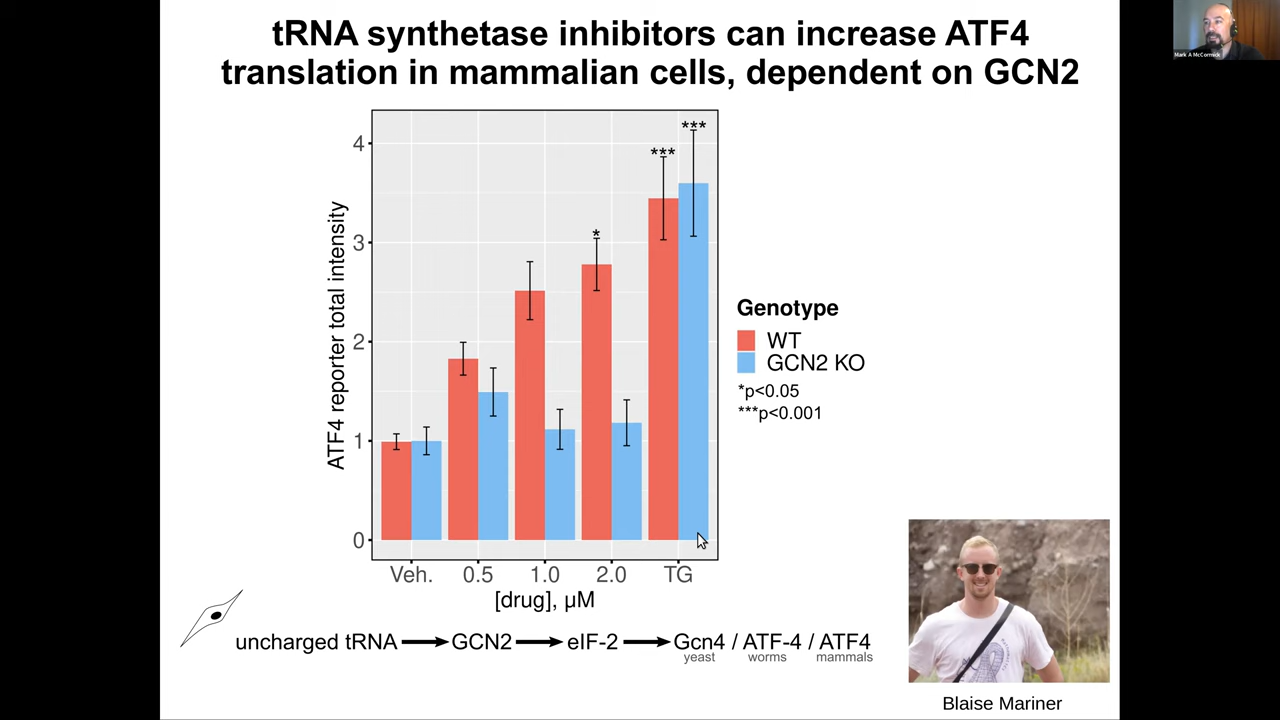 tRNA synthetase inhibitors can increase ATF4
translation in mammalian cells, dependent on GCN2
Mark A McCormick
ATF4 reporter total intensity
4
3
2
1
0
***
***
*
Veh. 0.5 1.0 2.0 TG
[drug], µM
Genotype
WT
GCN2 KO
*p<0.05
***p<0.001
uncharged tRNA GCN2 eIF-2 Gcn4 / ATF-4 / ATF4
yeast worms mammals
Blaise Mariner